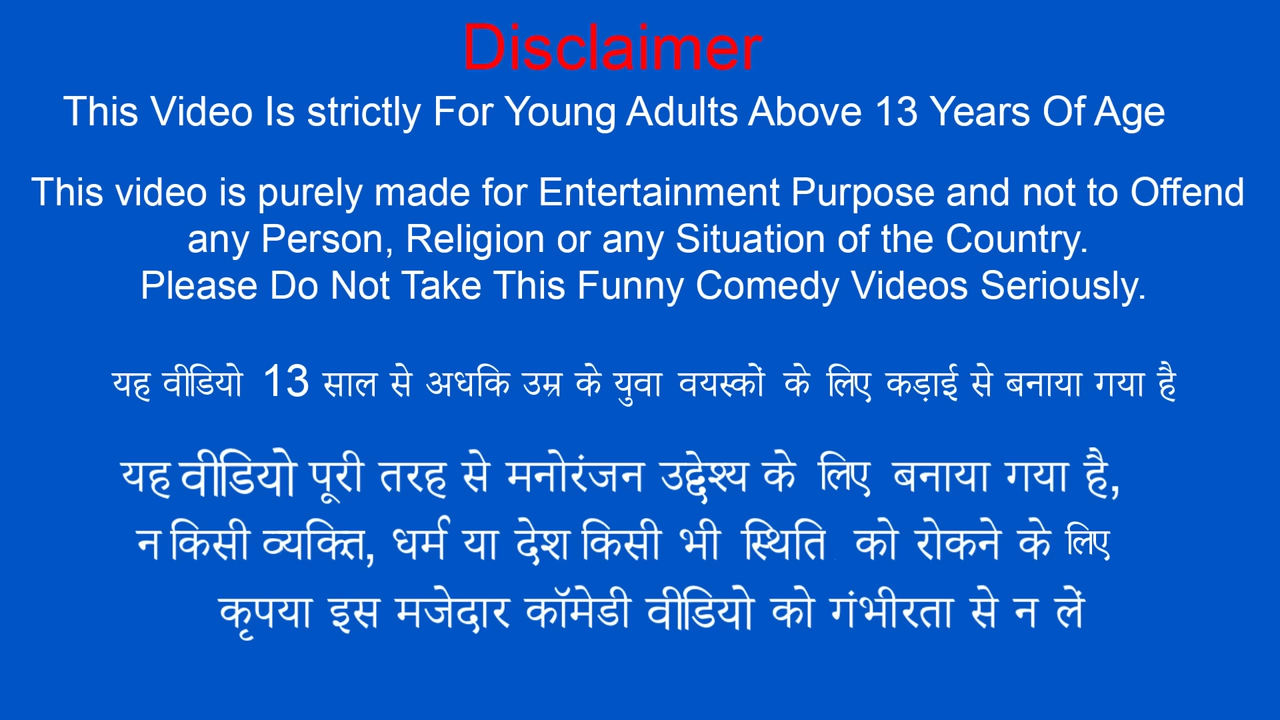 Disclaimer
This Video Is strictly For Young Adults Above 13 Years Of Age
This video is purely made for Entertainment Purpose and not to Offend
any Person, Religion or any Situation of the Country.
Please Do Not Take This Funny Comedy Videos Seriously.
यह वीडियो 13 साल से अधकि उम्र के युवा वयस्कों के लिए कड़ाई से बनाया गया है
यह वीडियो पूरी तरह से मनोरंजन उद्देश्य के लिए बनाया गया है,
न किसी व्यक्ति, धर्म या देश किसी भी स्थिति को रोकने के लिए
कृपया इस मजेदार कॉमेडी वीडियो को गंभीरता से न लें